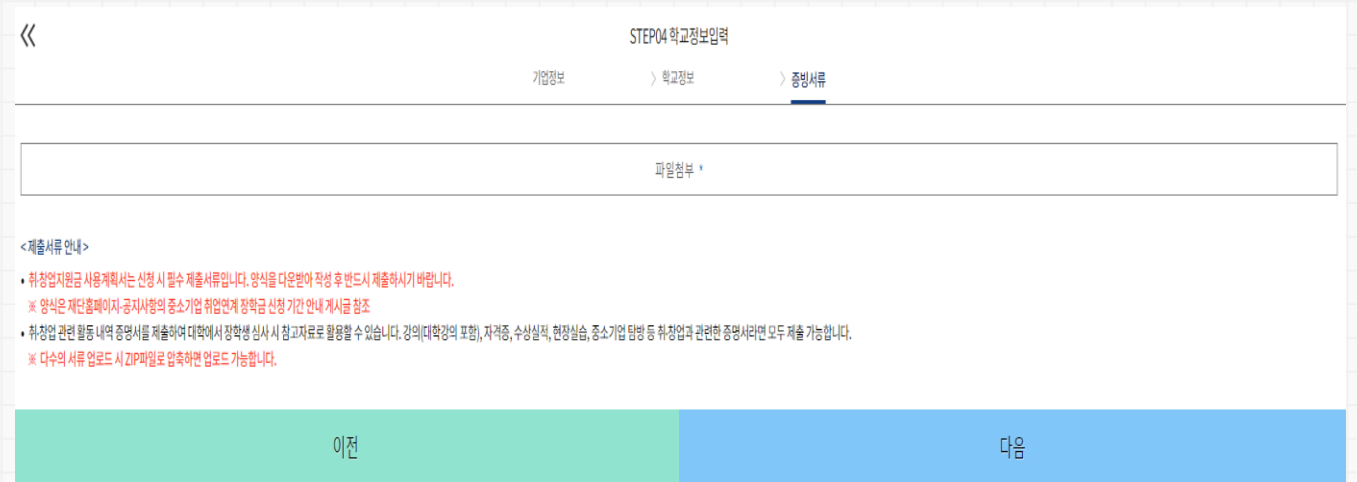 STEP04 학교정보입력
기업정보 > 학교정보 > 증빙서류
파일첨부 *
<제출서류 안내>
• 취·창업지원금 사용계획서는 신청 시 필수 제출서류입니다. 양식을 다운받아 작성 후 반드시 제출하시기 바랍니다.
※ 양식은 재단홈페이지-공지사항의 중소기업 취업연계 장학금 신청 기간 안내 게시글 참조
• 취·창업 관련 활동 내역 증명서를 제출하여 대학에서 장학생 심사 시 참고자료로 활용할 수 있습니다. 강의(대학강의 포함), 자격증, 수상실적, 현장실습, 중소기업 탐방 등 취·창업과 관련한 증명서라면 모두 제출 가능합니다.
※ 다수의 서류 업로드 시 ZIP파일로 압축하면 업로드 가능합니다.
이전 다음